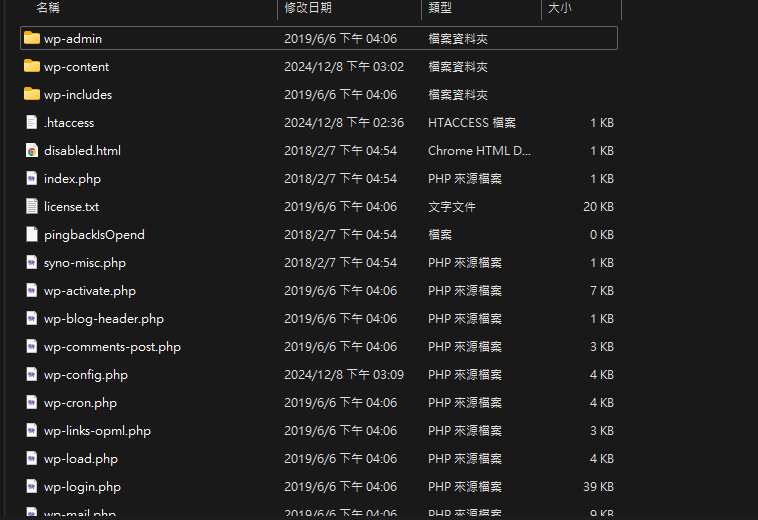 名稱 修改日期 類型 大小
wp-admin 2019/6/6 下午 04:06 檔案資料夾
wp-content 2024/12/8 下午 03:02 檔案資料夾
wp-includes 2019/6/6 下午 04:06 檔案資料夾
.htaccess 2024/12/8 下午 02:36 HTACCESS 檔案 1 KB
disabled.html 2018/2/7 下午 04:54 Chrome HTML D... 1 KB
index.php 2018/2/7 下午 04:54 PHP 來源檔案 1 KB
license.txt 2019/6/6 下午 04:06 文字文件 20 KB
pingbackIsOpend 2018/2/7 下午 04:54 檔案 0 KB
syno-misc.php 2018/2/7 下午 04:54 PHP 來源檔案 1 KB
wp-activate.php 2019/6/6 下午 04:06 PHP 來源檔案 7 KB
wp-blog-header.php 2019/6/6 下午 04:06 PHP 來源檔案 1 KB
wp-comments-post.php 2019/6/6 下午 04:06 PHP 來源檔案 3 KB
wp-config.php 2024/12/8 下午 03:09 PHP 來源檔案 4 KB
wp-cron.php 2019/6/6 下午 04:06 PHP 來源檔案 4 KB
wp-links-opml.php 2019/6/6 下午 04:06 PHP 來源檔案 3 KB
wp-load.php 2019/6/6 下午 04:06 PHP 來源檔案 4 KB
wp-login.php 2019/6/6 下午 04:06 PHP 來源檔案 39 KB
wp-mail.php 2019/6/6 下午 04:06 PHP 來源檔案 9 KB